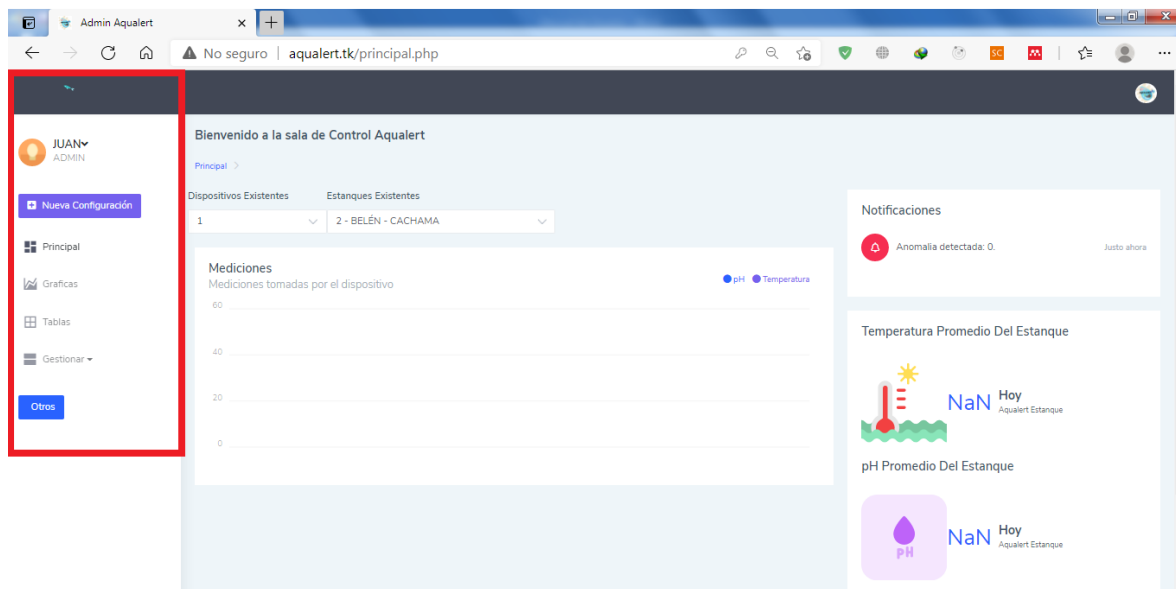 Admin Aqualert
No seguro | aqualert.tk/principal.php
SC
JUAN
ADMIN
Nueva Configuración
Principal
Graficas
Tablas
Gestionar
Otros
Bienvenido a la sala de Control Aqualert
Principal >
Dispositivos Existentes
Estanques Existentes
1
2 - BELÉN - CACHAMA
Mediciones
Mediciones tomadas por el dispositivo
pH Temperatura
60
40
20
0
Notificaciones
Anomalia detectada: 0. Justo ahora
Temperatura Promedio Del Estanque
NaN Hoy
Aqualert Estanque
pH Promedio Del Estanque
pH
NaN Hoy
Aqualert Estanque